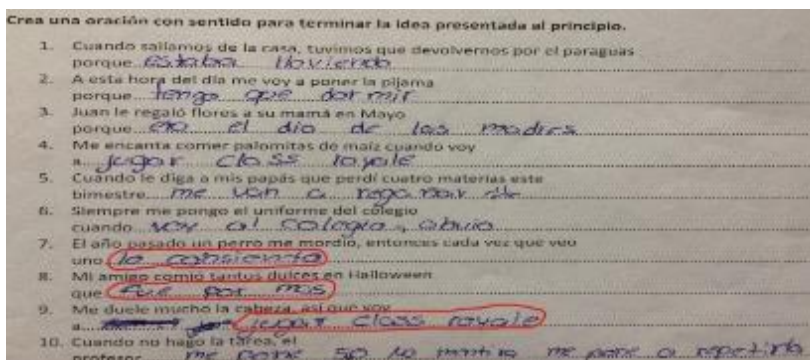 Crea una oración con sentido para terminar la idea presentada al principio.
1. Cuando salíamos de la casa, tuvimos que devolvernos por el paraguas
porque estaba lloviendo
2. A esta hora del día me voy a poner la pijama
porque tengo que dormir
3. Juan le regaló flores a su mamá en Mayo
porque era el dia de las madres
4. Me encanta comer palomitas de maíz cuando voy
a jugar class royale
5. Cuando le diga a mis papás que perdí cuatro materias este
bimestre me van a regañar
6. Siempre me pongo el uniforme del colegio
cuando voy al colegio, obvio
7. El año pasado un perro me mordió, entonces cada vez que veo
uno lo consiento
8. Mi amigo comió tantos dulces en Halloween
que fue por mas
9. Me duele mucho la cabeza, así que voy
a jugar class royale
10. Cuando no hago la tarea, el
profesor me pone a repetirla